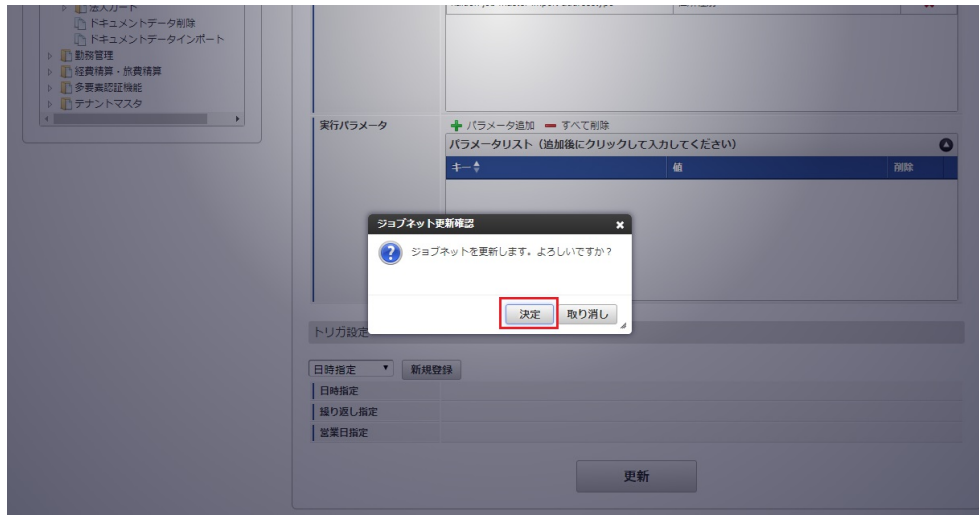 法人カード
ドキュメントデータ削除
ドキュメントデータインポート
勤務管理
経費精算・旅費精算
多要素認証機能
テナントマスタ
実行パラメータ
パラメータ追加 すべて削除
パラメータリスト（追加後にクリックして入力してください）
キー 値 削除
ジョブネット更新確認
ジョブネットを更新します。よろしいですか？
決定 取り消し
トリガ設定
日時指定 新規登録
日時指定
繰り返し指定
営業日指定
更新